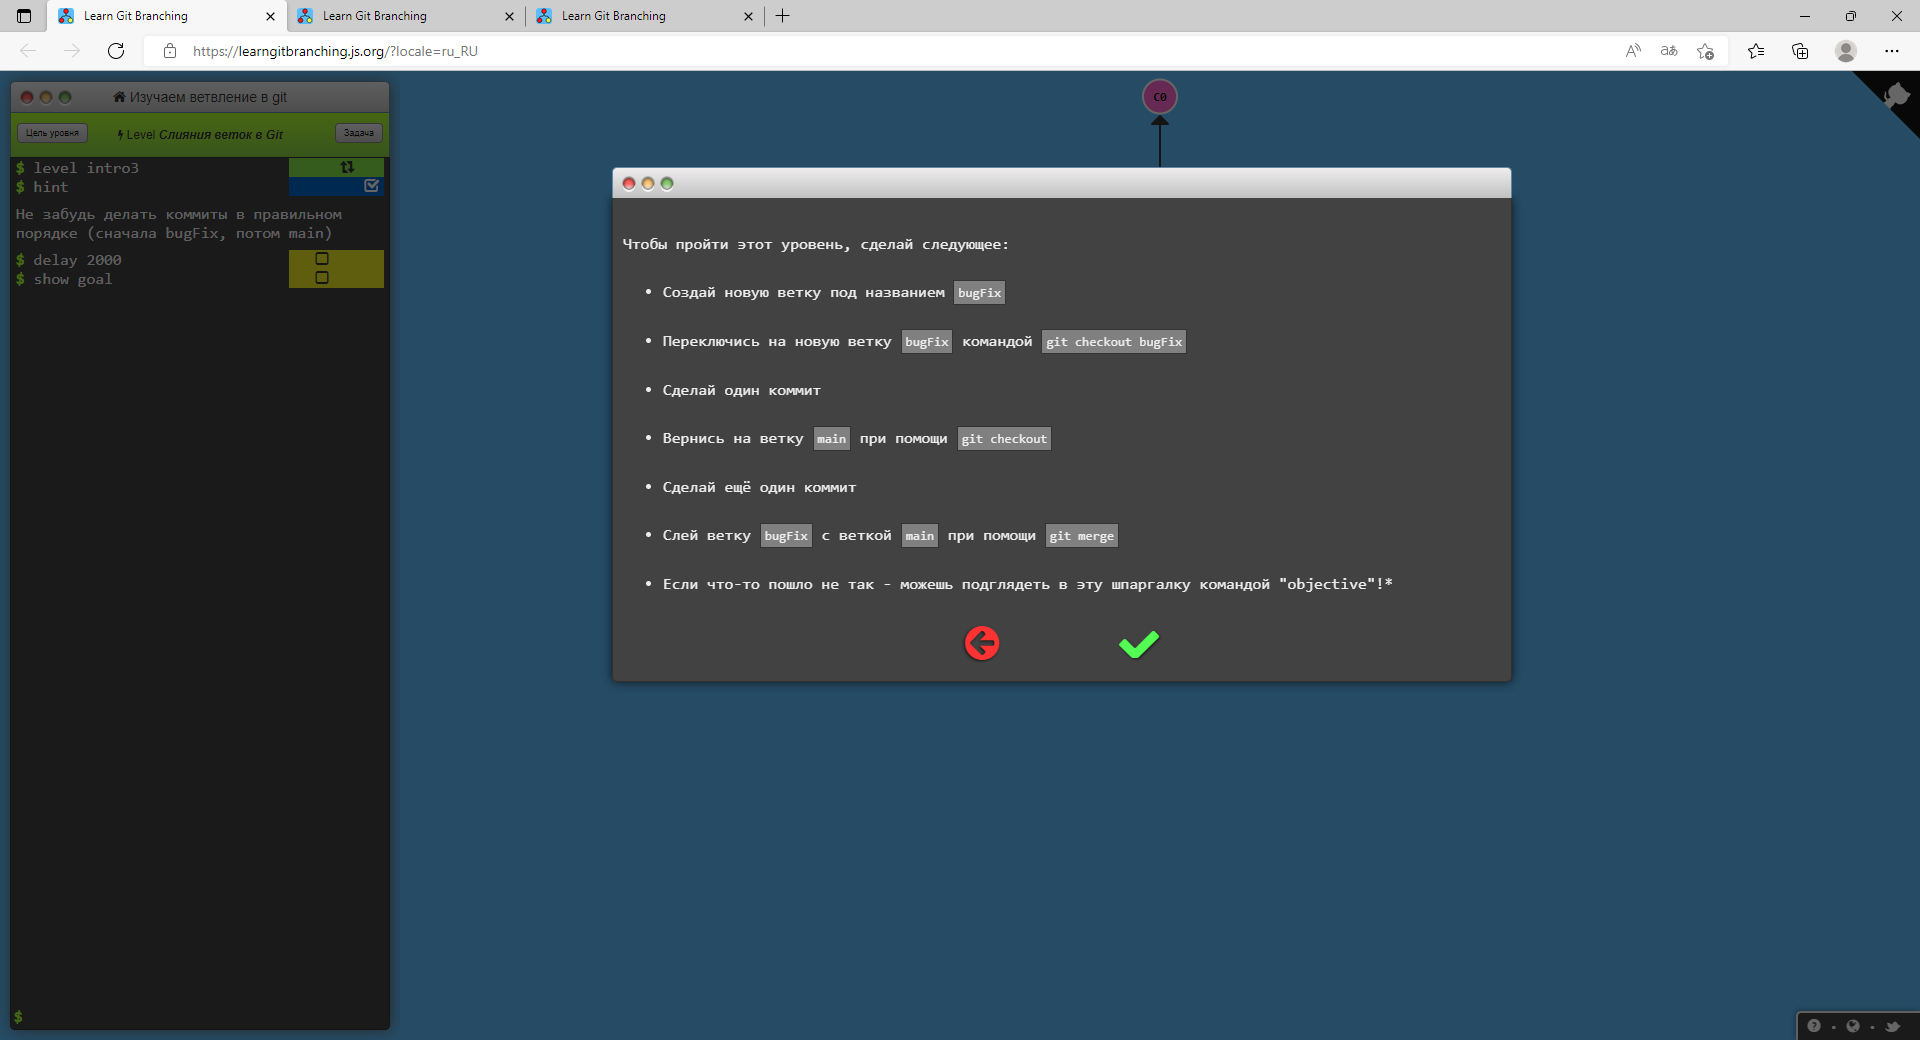 Learn Git Branching
Learn Git Branching
Learn Git Branching
https://learngitbranching.js.org/?locale=ru_RU
Изучаем ветвление в git
Цель уровня
Level Слияния веток в Git
Задача
$ level intro3
$ hint
Не забудь делать коммиты в правильном
порядке (сначала bugFix, потом main)
$ delay 2000
$ show goal
$
C0
Чтобы пройти этот уровень, сделай следующее:
• Создай новую ветку под названием bugFix
• Переключись на новую ветку bugFix командой git checkout bugFix
• Сделай один коммит
• Вернись на ветку main при помощи git checkout
• Сделай ещё один коммит
• Слей ветку bugFix с веткой main при помощи git merge
• Если что-то пошло не так - можешь подглядеть в эту шпаргалку командой "objective"!*